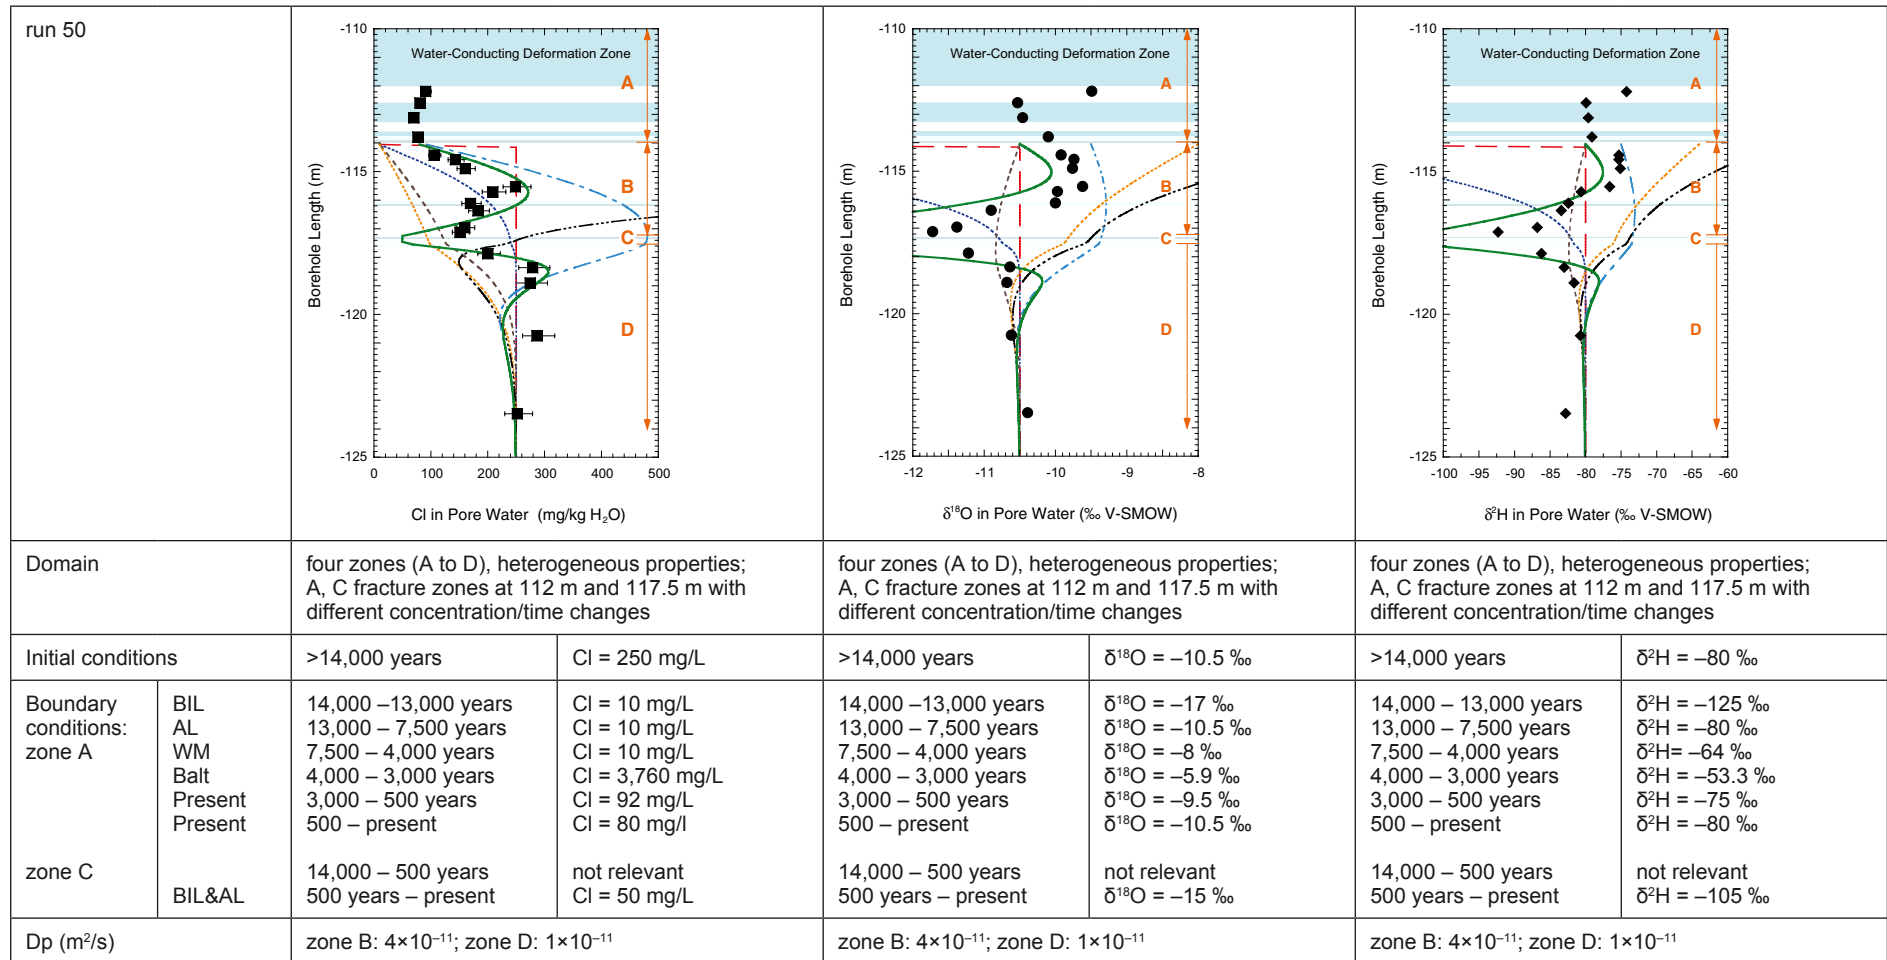 run 50
-110
-115
-120
-125
Borehole Length (m)
Water-Conducting Deformation Zone
A
B
C
D
0 100 200 300 400 500
Cl in Pore Water (mg/kg H₂O)
-110
-115
-120
-125
Borehole Length (m)
Water-Conducting Deformation Zone
A
B
C
D
-12 -11 -10 -9 -8
δ¹⁸O in Pore Water (‰ V-SMOW)
-110
-115
-120
-125
Borehole Length (m)
Water-Conducting Deformation Zone
A
B
C
D
-100 -95 -90 -85 -80 -75 -70 -65 -60
δ²H in Pore Water (‰ V-SMOW)
Domain
four zones (A to D), heterogeneous properties;
A, C fracture zones at 112 m and 117.5 m with
different concentration/time changes
four zones (A to D), heterogeneous properties;
A, C fracture zones at 112 m and 117.5 m with
different concentration/time changes
four zones (A to D), heterogeneous properties;
A, C fracture zones at 112 m and 117.5 m with
different concentration/time changes
Initial conditions >14,000 years Cl = 250 mg/L >14,000 years δ¹⁸O = –10.5 ‰ >14,000 years δ²H = –80 ‰
Boundary BIL 14,000 –13,000 years Cl = 10 mg/L 14,000 – 13,000 years δ¹⁸O = –17 ‰ 14,000 – 13,000 years δ²H = –125 ‰
conditions: AL 13,000 – 7,500 years Cl = 10 mg/L 13,000 – 7,500 years δ¹⁸O = –10.5 ‰ 13,000 – 7,500 years δ²H = –80 ‰
zone A WM 7,500 – 4,000 years Cl = 10 mg/L 7,500 – 4,000 years δ¹⁸O = –8 ‰ 7,500 – 4,000 years δ²H= –64 ‰
Balt 4,000 – 3,000 years Cl = 3,760 mg/L 4,000 – 3,000 years δ¹⁸O = –5.9 ‰ 4,000 – 3,000 years δ²H = –53.3 ‰
Present 3,000 – 500 years Cl = 92 mg/L 3,000 – 500 years δ¹⁸O = –9.5 ‰ 3,000 – 500 years δ²H = –75 ‰
Present 500 – present Cl = 80 mg/l 500 – present δ¹⁸O = –10.5 ‰ 500 – present δ²H = –80 ‰
zone C 14,000 – 500 years not relevant 14,000 – 500 years not relevant 14,000 – 500 years not relevant
BIL&AL 500 years – present Cl = 50 mg/L 500 years – present δ¹⁸O = –15 ‰ 500 years – present δ²H = –105 ‰
Dp (m²/s) zone B: 4×10⁻¹¹; zone D: 1×10⁻¹¹ zone B: 4×10⁻¹¹; zone D: 1×10⁻¹¹ zone B: 4×10⁻¹¹; zone D: 1×10⁻¹¹